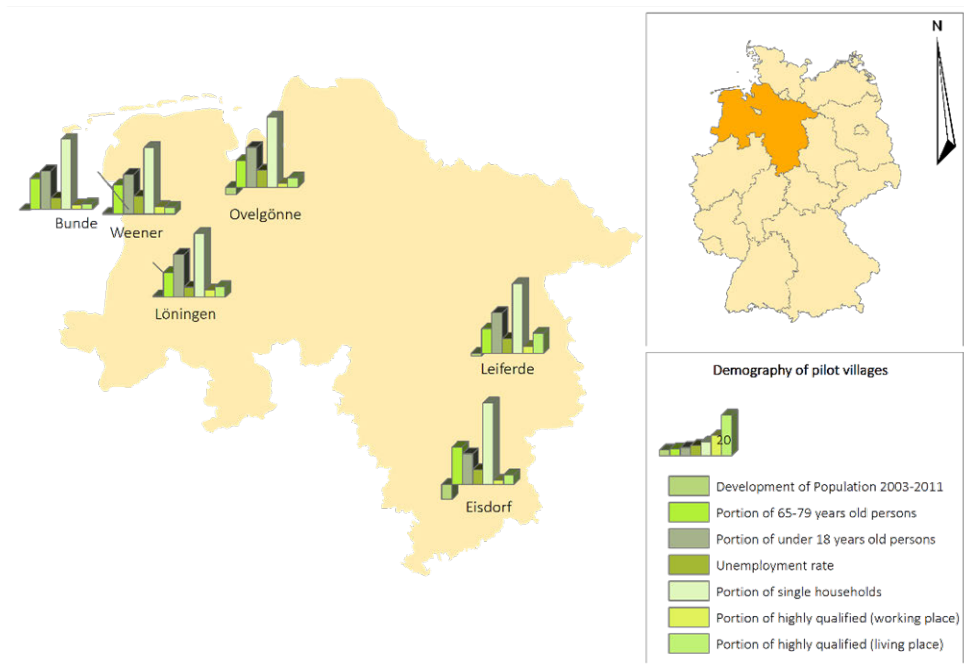 Ovelgönne
Bunde
Weener
Löningen
Leiferde
Eisdorf
N
Demography of pilot villages
20
Development of Population 2003-2011
Portion of 65-79 years old persons
Portion of under 18 years old persons
Unemployment rate
Portion of single households
Portion of highly qualified (working place)
Portion of highly qualified (living place)